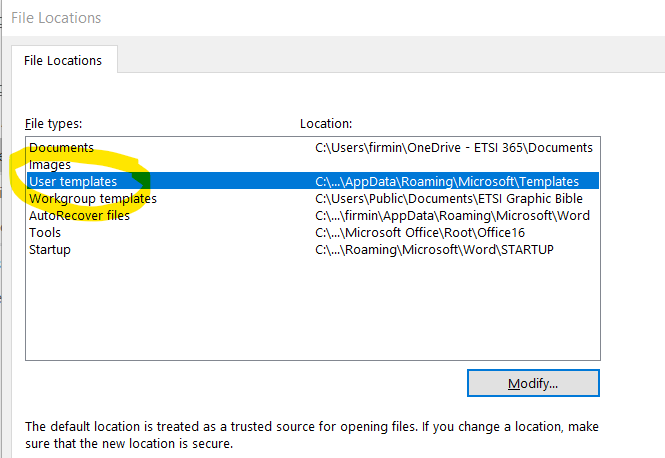 File Locations
File Locations
File types: Location:
Documents C:\Users\firmin\OneDrive - ETSI 365\Documents
Images
User templates C:\...\AppData\Roaming\Microsoft\Templates
Workgroup templates C:\Users\Public\Documents\ETSI Graphic Bible
AutoRecover files C:\...\firmin\AppData\Roaming\Microsoft\Word
Tools C:\...\Microsoft Office\Root\Office16
Startup C:\...\Roaming\Microsoft\Word\STARTUP
Modify...
The default location is treated as a trusted source for opening files. If you change a location, make
sure that the new location is secure.